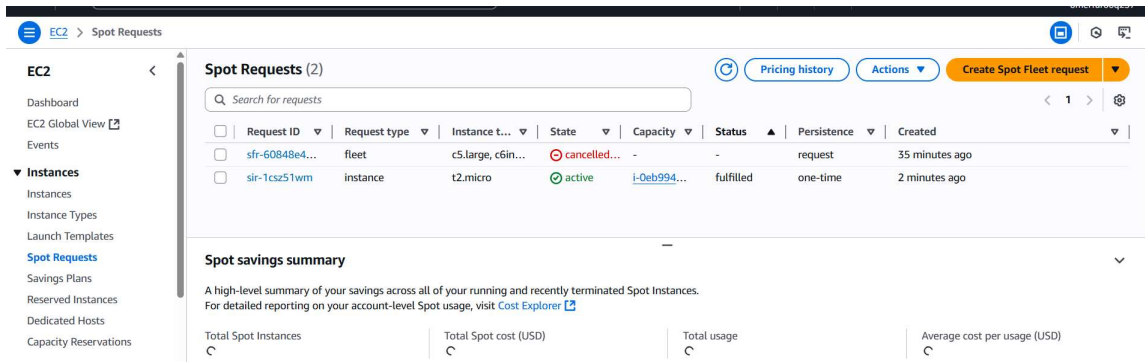 EC2 > Spot Requests
EC2
Dashboard
EC2 Global View
Events
Instances
Instances
Instance Types
Launch Templates
Spot Requests
Savings Plans
Reserved Instances
Dedicated Hosts
Capacity Reservations
Spot Requests (2)
Pricing history
Actions
Create Spot Fleet request
Search for requests
1
Request ID Request type Instance t... State Capacity Status Persistence Created
sfr-60848e4... fleet c5.large, c6in... cancelled... - - request 35 minutes ago
sir-1csz51wm instance t2.micro active i-0eb994... fulfilled one-time 2 minutes ago
Spot savings summary
A high-level summary of your savings across all of your running and recently terminated Spot Instances.
For detailed reporting on your account-level Spot usage, visit Cost Explorer
Total Spot Instances Total Spot cost (USD) Total usage Average cost per usage (USD)